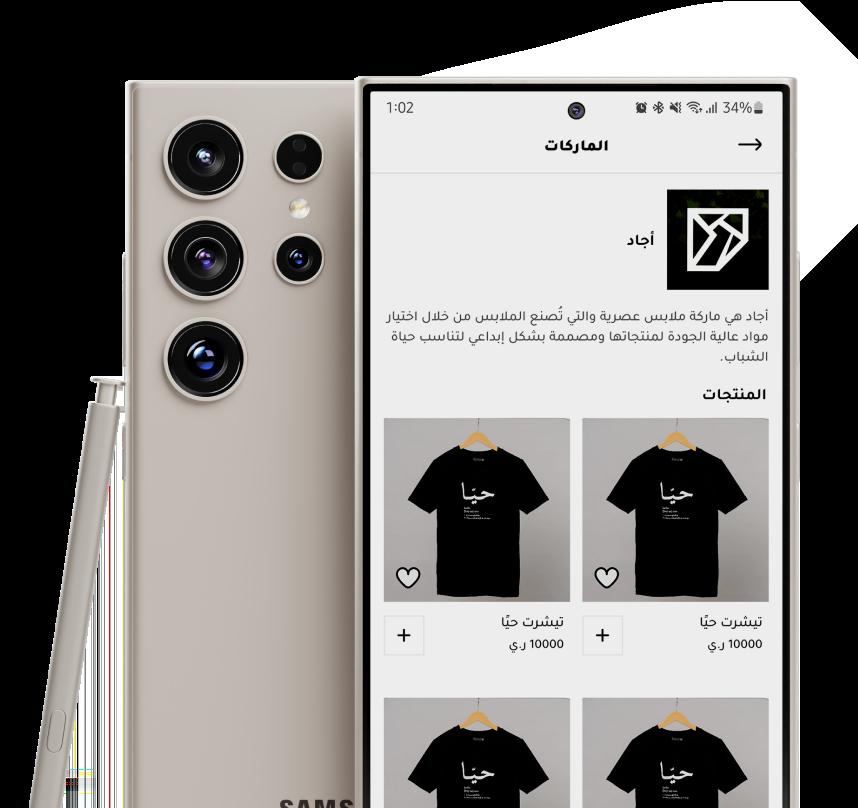 1:02
34%
الماركات
أجاد
أجاد هي ماركة ملابس عصرية والتي تُصنع الملابس من خلال اختيار
مواد عالية الجودة لمنتجاتها ومصممة بشكل إبداعي لتناسب حياة
الشباب.
المنتجات
حيّا
حيّا
تيشرت حيًا
10000 ر.ي
+
تيشرت حيًا
10000 ر.ي
+
حيّا
حيّا
SAMS